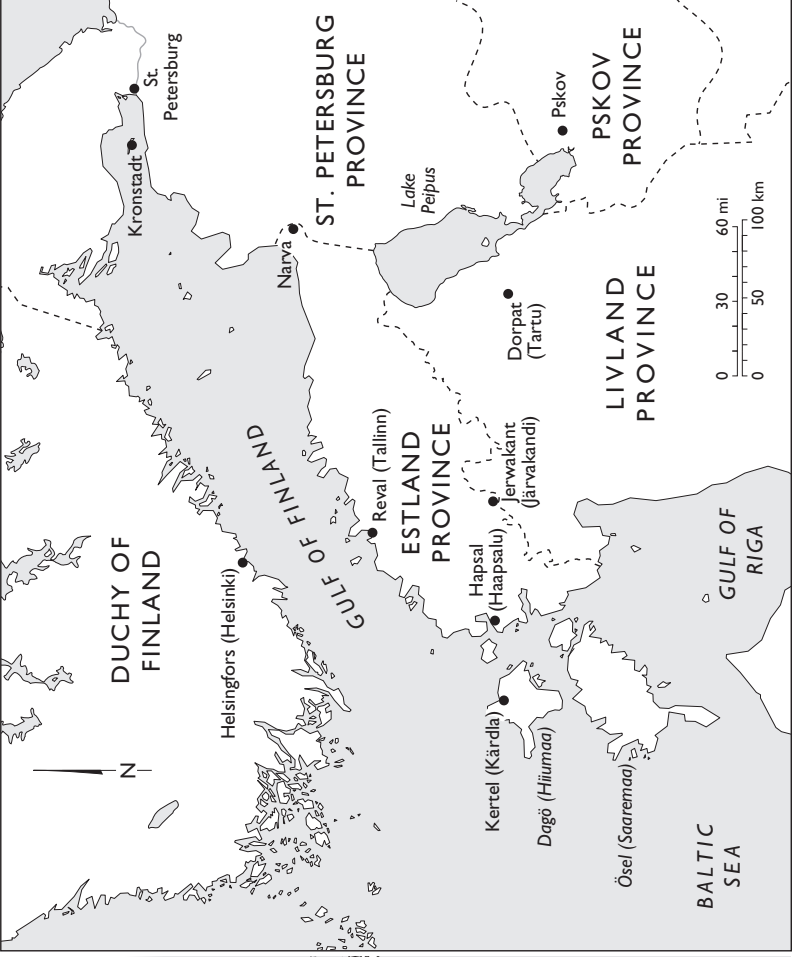 St.
Petersburg
Kronstadt
ST. PETERSBURG
PROVINCE
Narva
Lake
Peipus
Pskov
PSKOV
PROVINCE
DUCHY OF
FINLAND
Helsingfors (Helsinki)
GULF OF FINLAND
Reval (Tallinn)
ESTLAND
PROVINCE
Hapsal
(Haapsalu)
Jerwakant
(Järvakandi)
Dorpat
(Tartu)
LIVLAND
PROVINCE
0 30 60 mi
0 50 100 km
N
Kertel (Kärdla)
Dagö (Hiiumaa)
Ösel (Saaremaa)
GULF OF
RIGA
BALTIC
SEA